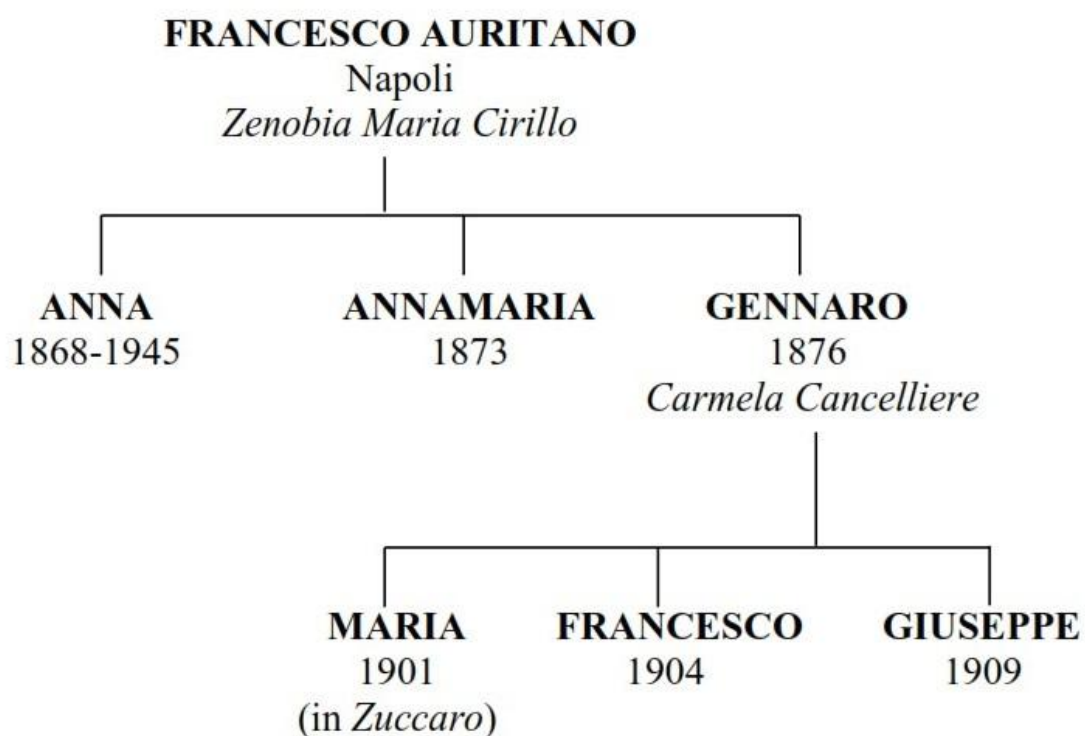 FRANCESCO AURITANO
Napoli
Zenobia Maria Cirillo
ANNA
1868-1945
ANNAMARIA
1873
GENNARO
1876
Carmela Cancelliere
MARIA
1901
(in Zuccaro)
FRANCESCO
1904
GIUSEPPE
1909